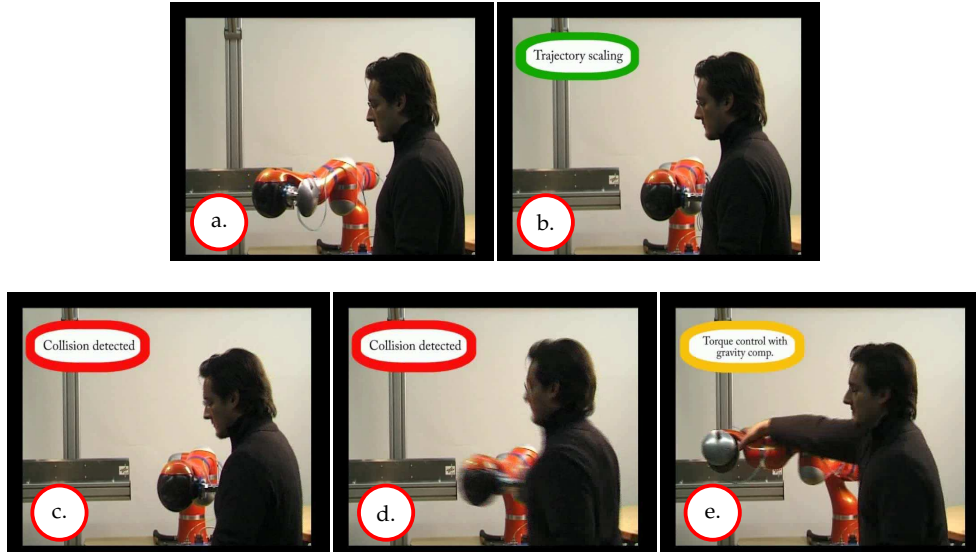 Trajectory scaling
a.
b.
Collision detected
Collision detected
Torque control with
gravity comp.
c.
d.
e.